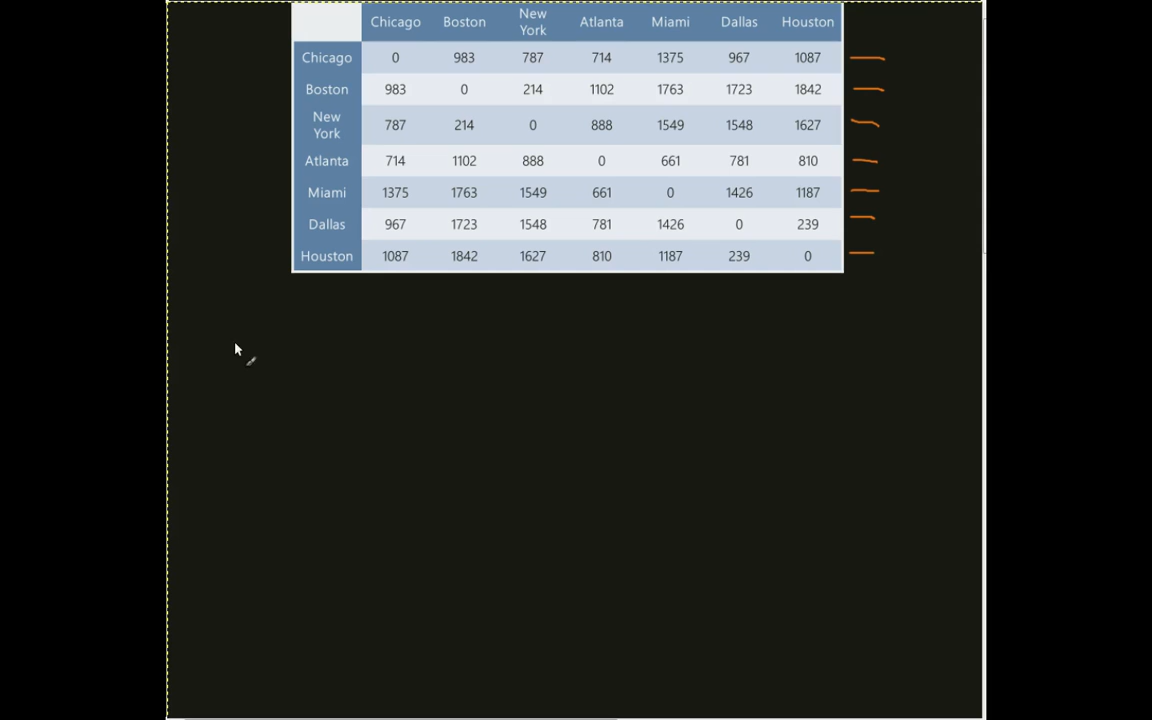 Chicago Boston New York Atlanta Miami Dallas Houston
Chicago 0 983 787 714 1375 967 1087
Boston 983 0 214 1102 1763 1723 1842
New York 787 214 0 888 1549 1548 1627
Atlanta 714 1102 888 0 661 781 810
Miami 1375 1763 1549 661 0 1426 1187
Dallas 967 1723 1548 781 1426 0 239
Houston 1087 1842 1627 810 1187 239 0